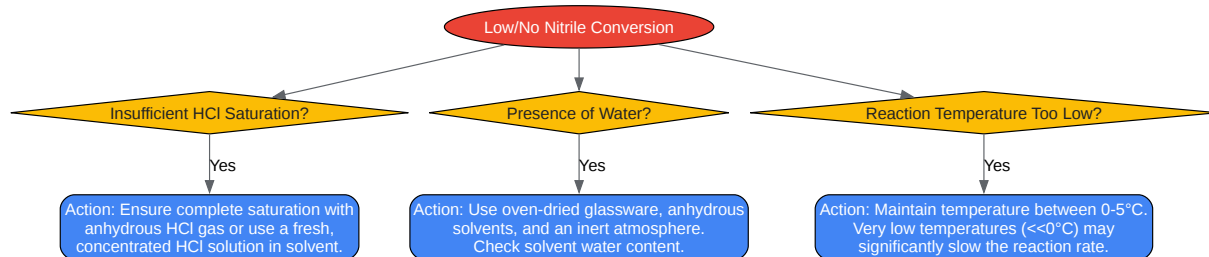 Low/No Nitrile Conversion
Insufficient HCl Saturation?
Presence of Water?
Reaction Temperature Too Low?
Yes
Yes
Yes
Action: Ensure complete saturation with
anhydrous HCl gas or use a fresh,
concentrated HCl solution in solvent.
Action: Use oven-dried glassware, anhydrous
solvents, and an inert atmosphere.
Check solvent water content.
Action: Maintain temperature between 0-5°C.
Very low temperatures (<<0°C) may
significantly slow the reaction rate.